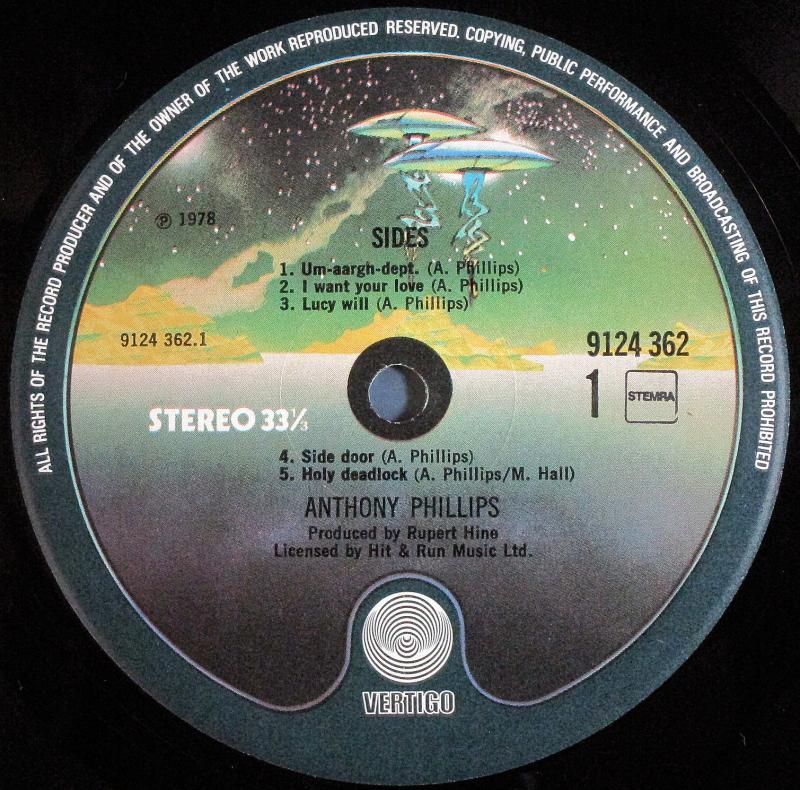 ALL RIGHTS OF THE RECORD PRODUCER AND OF THE OWNER OF THE WORK REPRODUCED RESERVED. COPYING, PUBLIC PERFORMANCE AND BROADCASTING OF THIS RECORD PROHIBITED
℗ 1978
SIDES
1. Um-aargh-dept. (A. Phillips)
2. I want your love (A. Phillips)
3. Lucy will (A. Phillips)
9124 362.1
9124 362
1 STEMRA
STEREO 33⅓
4. Side door (A. Phillips)
5. Holy deadlock (A. Phillips/M. Hall)
ANTHONY PHILLIPS
Produced by Rupert Hine
Licensed by Hit & Run Music Ltd.
VERTIGO